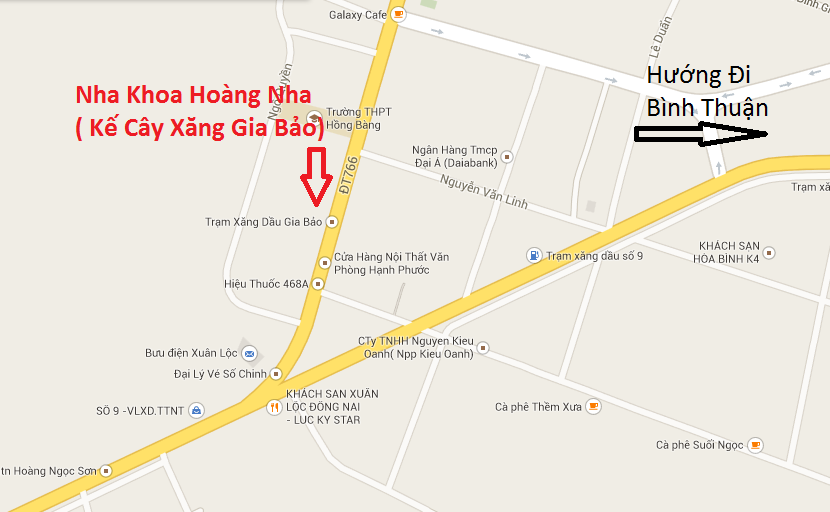 Galaxy Cafe
Lê Duẩn
Hướng Đi
Bình Thuận
Nha Khoa Hoàng Nha
( Kế Cây Xăng Gia Bảo)
Trường THPT
Hồng Bàng
ĐT766
Ngân Hàng Tmcp
Đại Á (Daiabank)
Nguyễn Văn Linh
Trạm xă
Trạm Xăng Dầu Gia Bảo
Cửa Hàng Nội Thất Văn
Phòng Hạnh Phước
Trạm xăng dầu số 9
KHÁCH SẠN
HÒA BÌNH K4
Hiệu Thuốc 468A
CTy TNHH Nguyen Kieu
Oanh( Npp Kieu Oanh)
Bưu điện Xuân Lộc
Đại Lý Vé Số Chinh
SỐ 9 -VLXD.TTNT
KHÁCH SẠN XUÂN
LỘC ĐỒNG NAI
- LUC KY STAR
Cà phê Thềm Xưa
Cà phê Suối Ngọc
tn Hoàng Ngọc Sơn